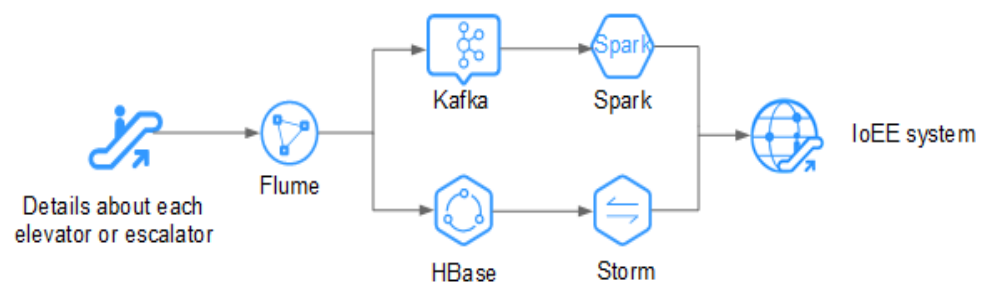 Spark
Kafka
Spark
IoEE system
Flume
Details about each
elevator or escalator
HBase
Storm